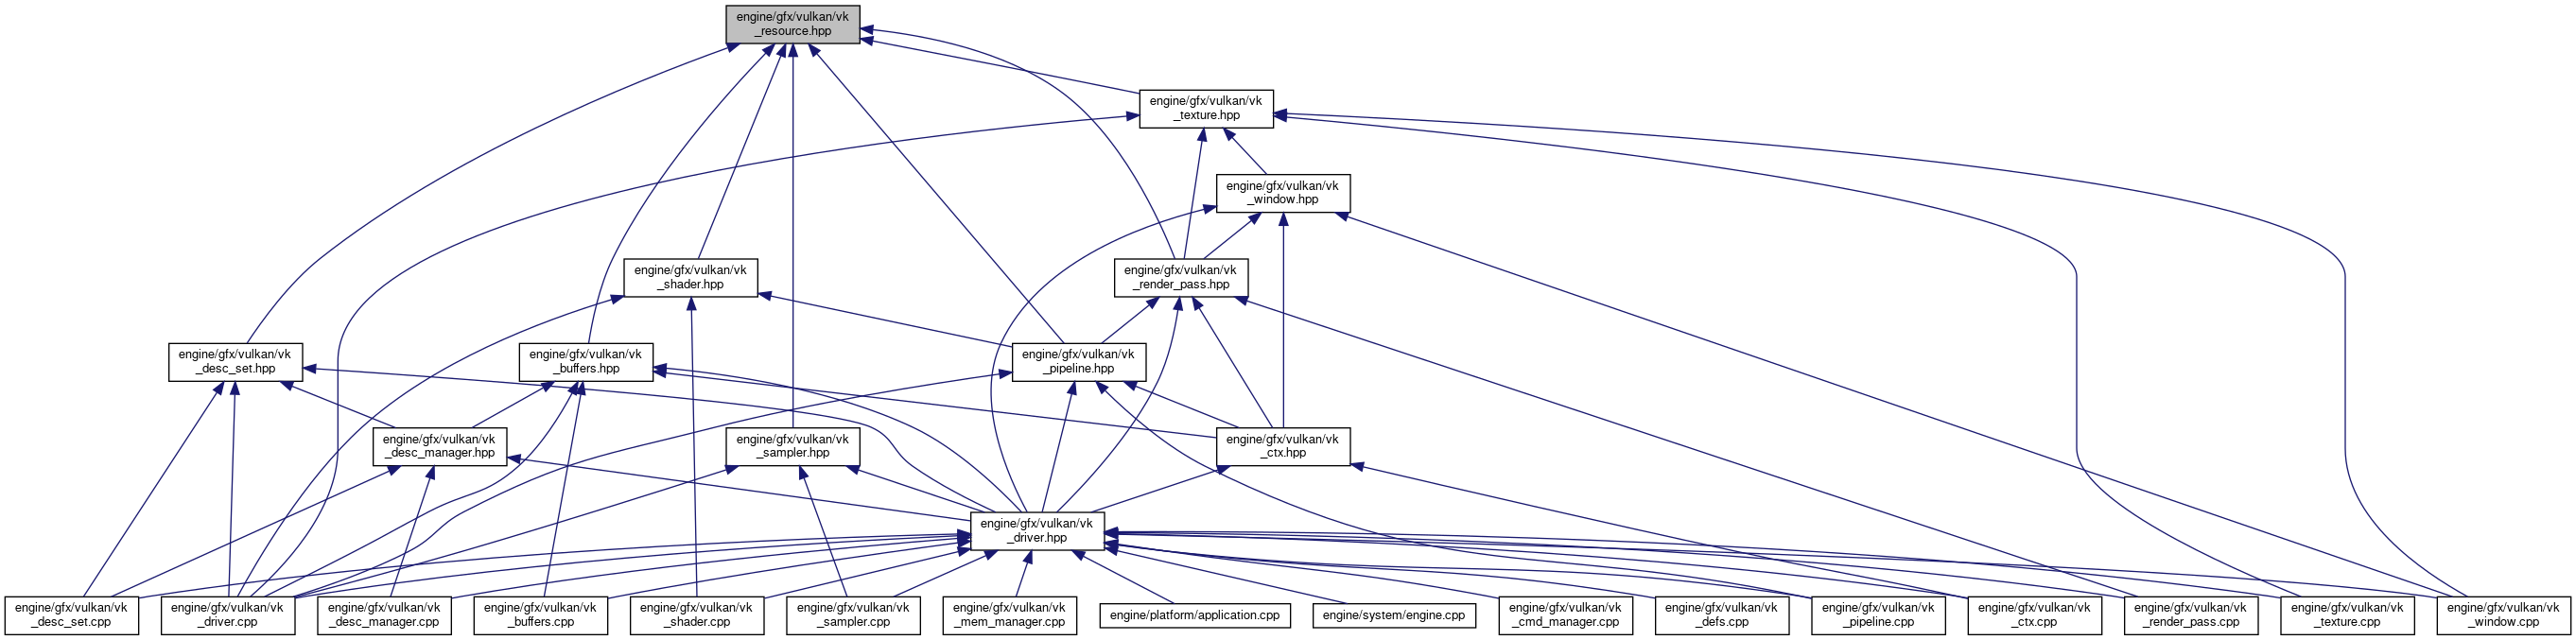 engine/gfx/vulkan/vk
_resource.hpp
engine/gfx/vulkan/vk
_texture.hpp
engine/gfx/vulkan/vk
_window.hpp
engine/gfx/vulkan/vk
_shader.hpp
engine/gfx/vulkan/vk
_render_pass.hpp
engine/gfx/vulkan/vk
_desc_set.hpp
engine/gfx/vulkan/vk
_buffers.hpp
engine/gfx/vulkan/vk
_pipeline.hpp
engine/gfx/vulkan/vk
_desc_manager.hpp
engine/gfx/vulkan/vk
_sampler.hpp
engine/gfx/vulkan/vk
_ctx.hpp
engine/gfx/vulkan/vk
_driver.hpp
engine/gfx/vulkan/vk
_desc_set.cpp
engine/gfx/vulkan/vk
_driver.cpp
engine/gfx/vulkan/vk
_desc_manager.cpp
engine/gfx/vulkan/vk
_buffers.cpp
engine/gfx/vulkan/vk
_shader.cpp
engine/gfx/vulkan/vk
_sampler.cpp
engine/gfx/vulkan/vk
_mem_manager.cpp
engine/platform/application.cpp
engine/system/engine.cpp
engine/gfx/vulkan/vk
_cmd_manager.cpp
engine/gfx/vulkan/vk
_defs.cpp
engine/gfx/vulkan/vk
_pipeline.cpp
engine/gfx/vulkan/vk
_ctx.cpp
engine/gfx/vulkan/vk
_render_pass.cpp
engine/gfx/vulkan/vk
_texture.cpp
engine/gfx/vulkan/vk
_window.cpp